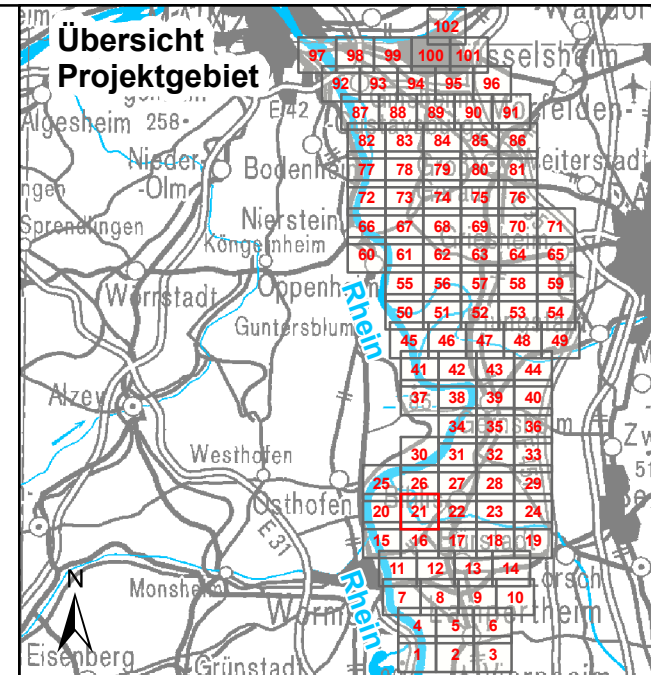 Übersicht
Projektgebiet
102
97 98 99 100 101
sselsheim
92 93 94 95 96
E 42
87 88 89 90 91
Algesheim 258
82 83 84 85 86
Nieder
-Olm
Bodenhei
77 78 79 80 81
eiterstadt
72 73 74 75 76
Sprendlingen
Nierstein
66 67 68 69 70 71
Köngernheim
60 61 62 63 64 65
Wörrstadt
Oppenh
55 56 57 58 59
50 51 52 53 54
Guntersblum
Rhein
45 46 47 48 49
41 42 43 44
Alzey
37 38 39 40
34 35 36
Westhofen
30 31 32 33
25 26 27 28 29
Osthofen
20 21 22 23 24
E 31
15 16 17 18 19
11 12 13 14
orsch
N
Monsheim
7 8 9 10
Worms
Rhein
4 5 6
Eisenberg
Grünstadt
1 2 3